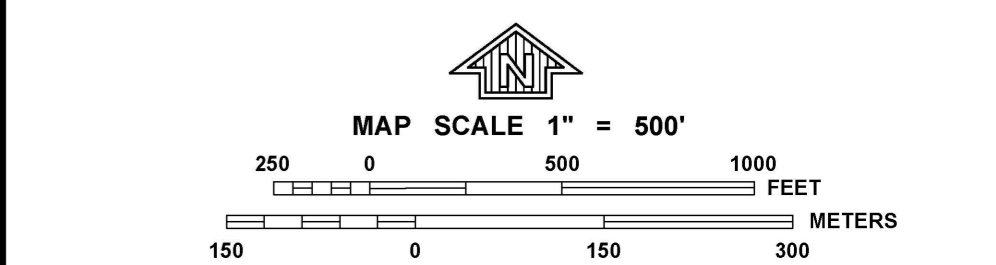 N
MAP SCALE 1" = 500'
250 0 500 1000
FEET
METERS
150 0 150 300